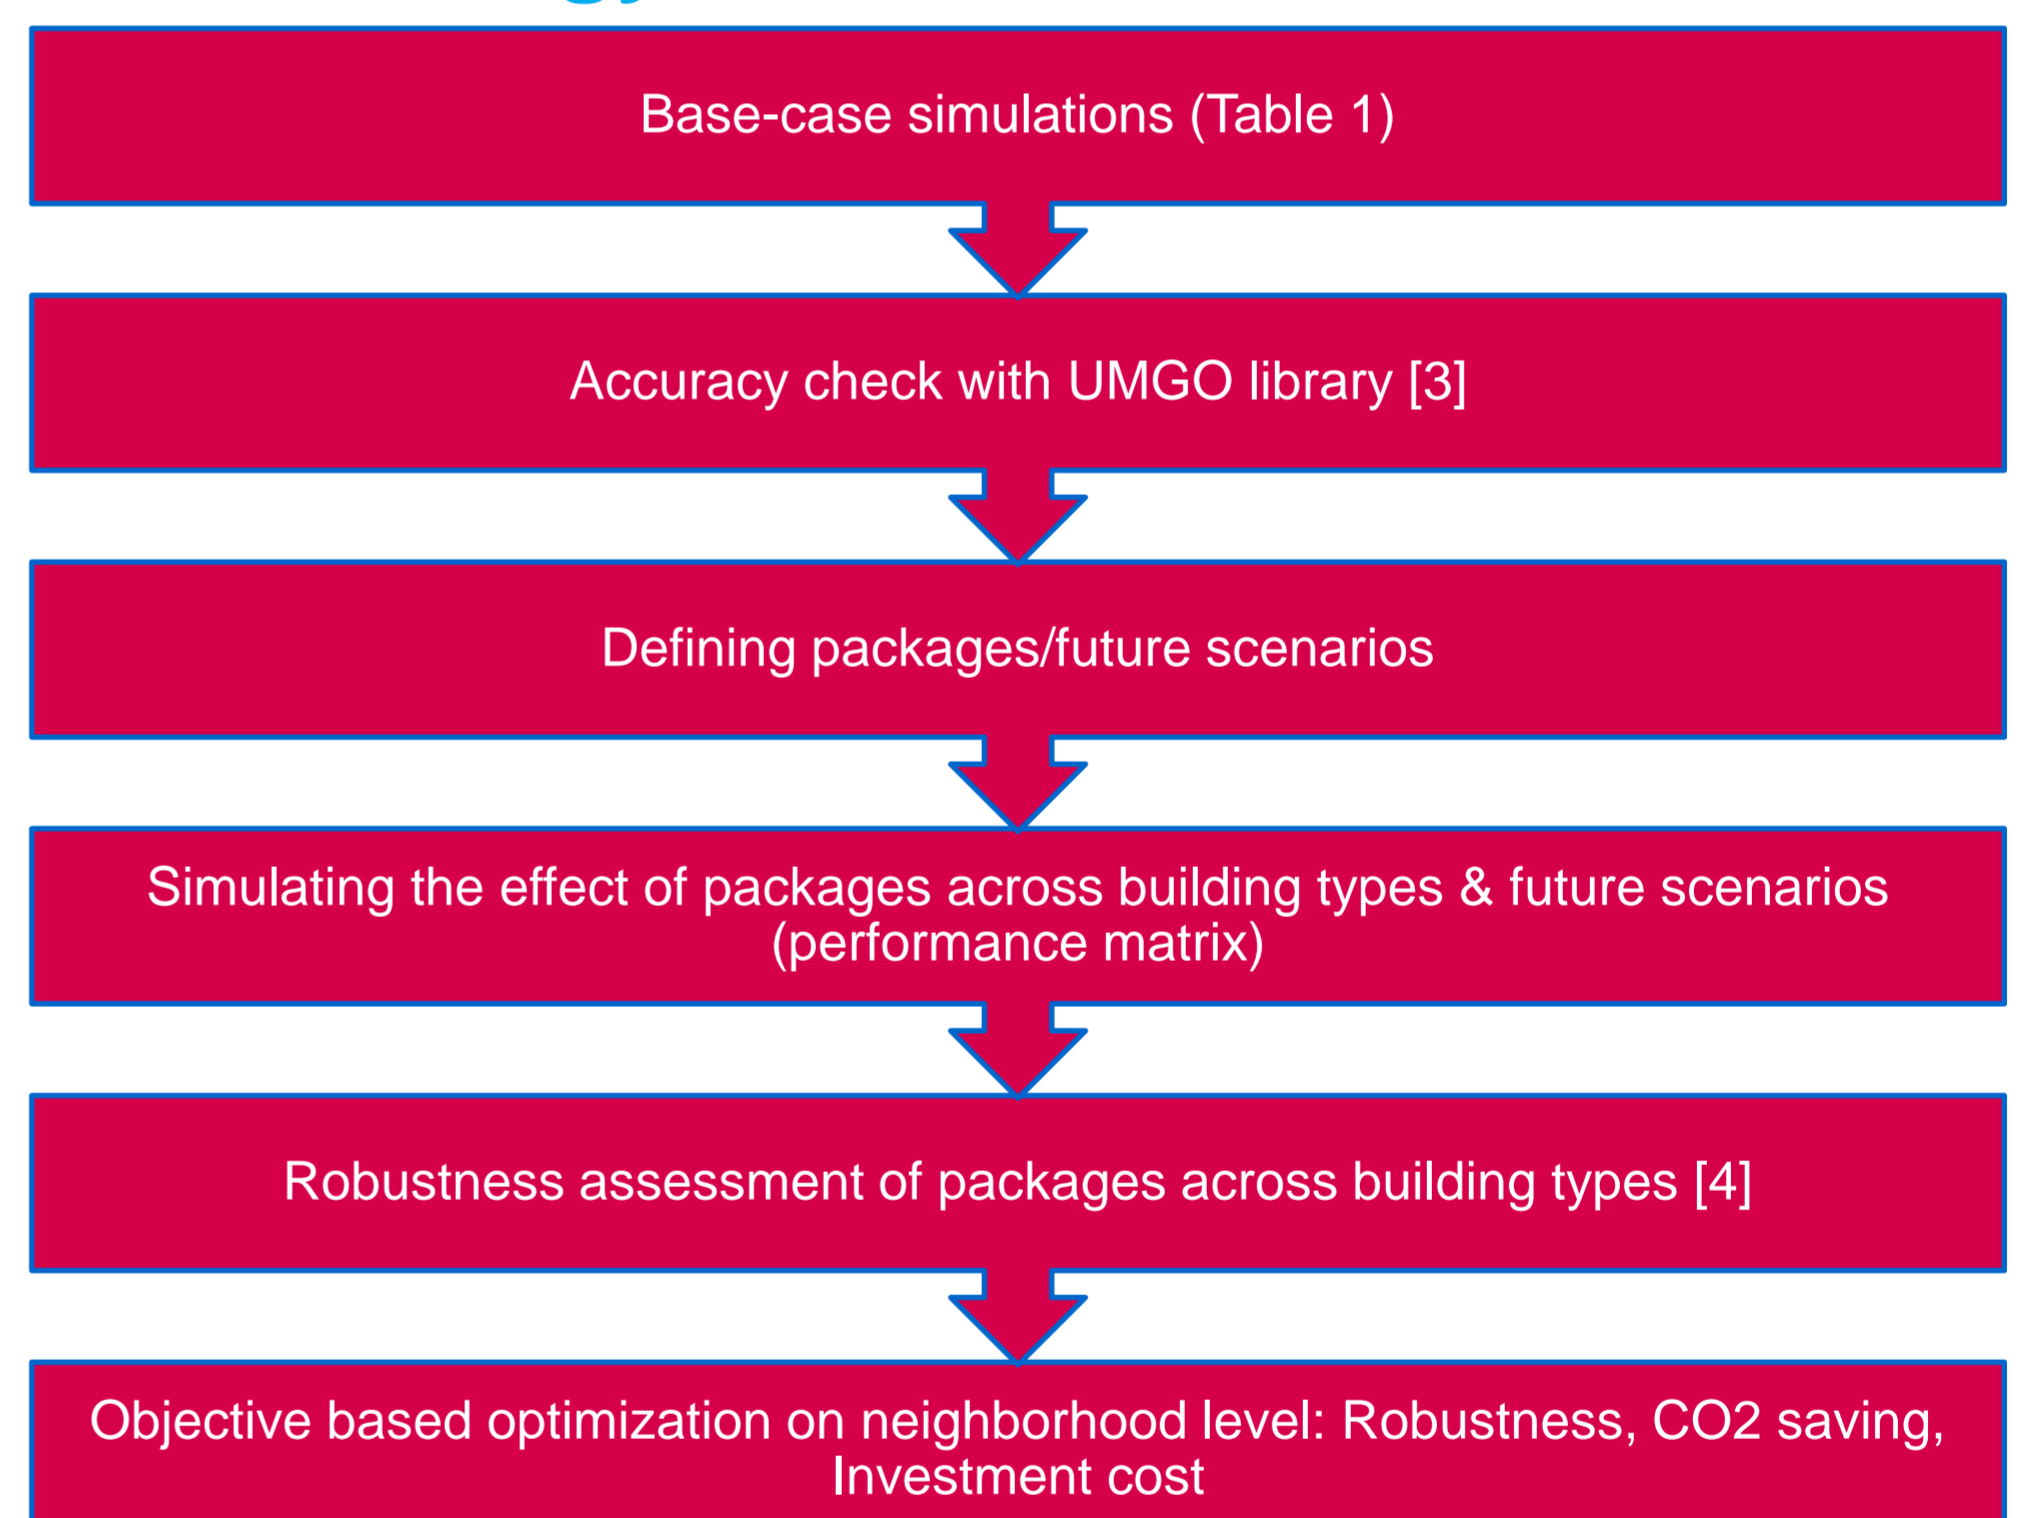 Base-case simulations (Table 1)
Accuracy check with UMGO library [3]
Defining packages/future scenarios
Simulating the effect of packages across building types & future scenarios
(performance matrix)
Robustness assessment of packages across building types [4]
Objective based optimization on neighborhood level: Robustness, CO2 saving,
Investment cost